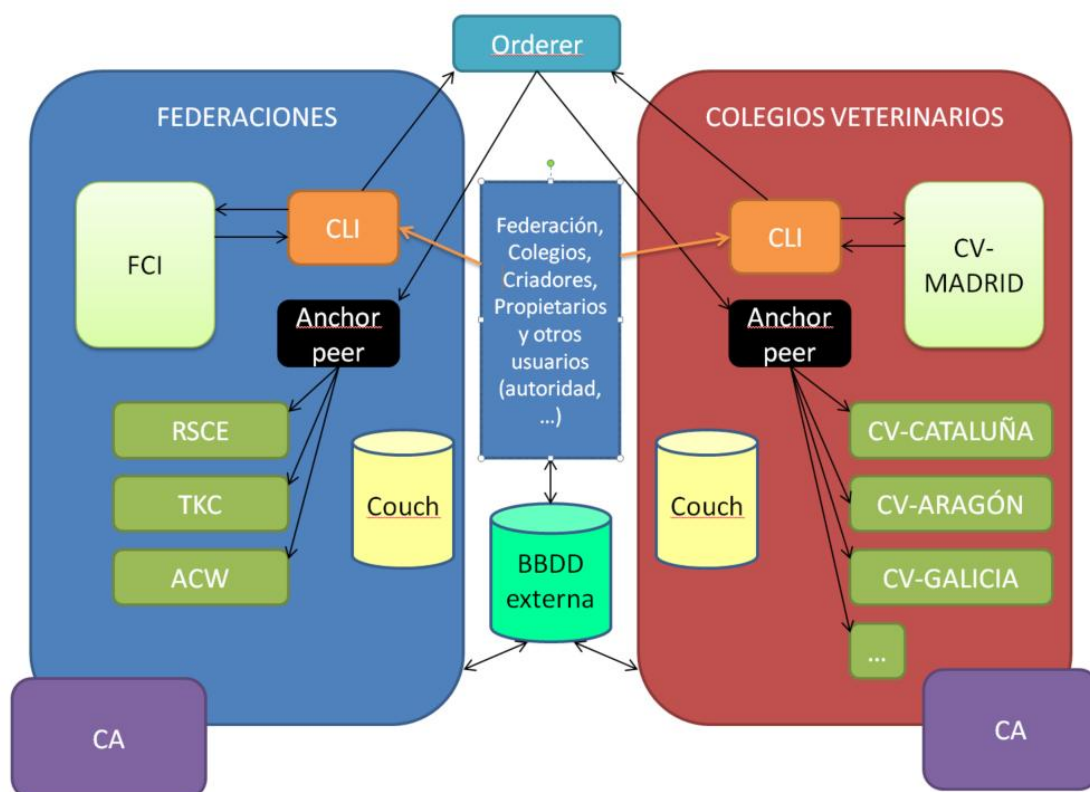 Orderer
FEDERACIONES
COLEGIOS VETERINARIOS
FCI
CLI
Federación,
Colegios,
Criadores,
Propietarios
y otros
usuarios
(autoridad,
...)
CLI
CV-
MADRID
Anchor
peer
Anchor
peer
RSCE
TKC
ACW
Couch
Couch
CV-CATALUÑA
CV-ARAGÓN
CV-GALICIA
...
BBDD
externa
CA
CA